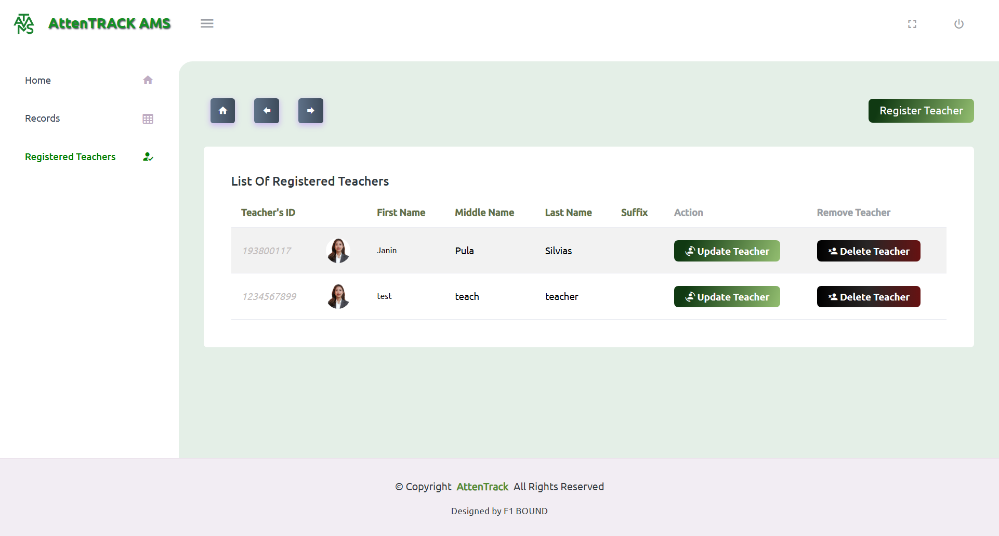 ATAMS AttenTRACK AMS
Home
Records
Registered Teachers
Register Teacher
List Of Registered Teachers
Teacher's ID First Name Middle Name Last Name Suffix Action Remove Teacher
193800117 Janin Pula Silvias Update Teacher Delete Teacher
1234567899 test teach teacher Update Teacher Delete Teacher
© Copyright AttenTrack All Rights Reserved
Designed by F1 BOUND